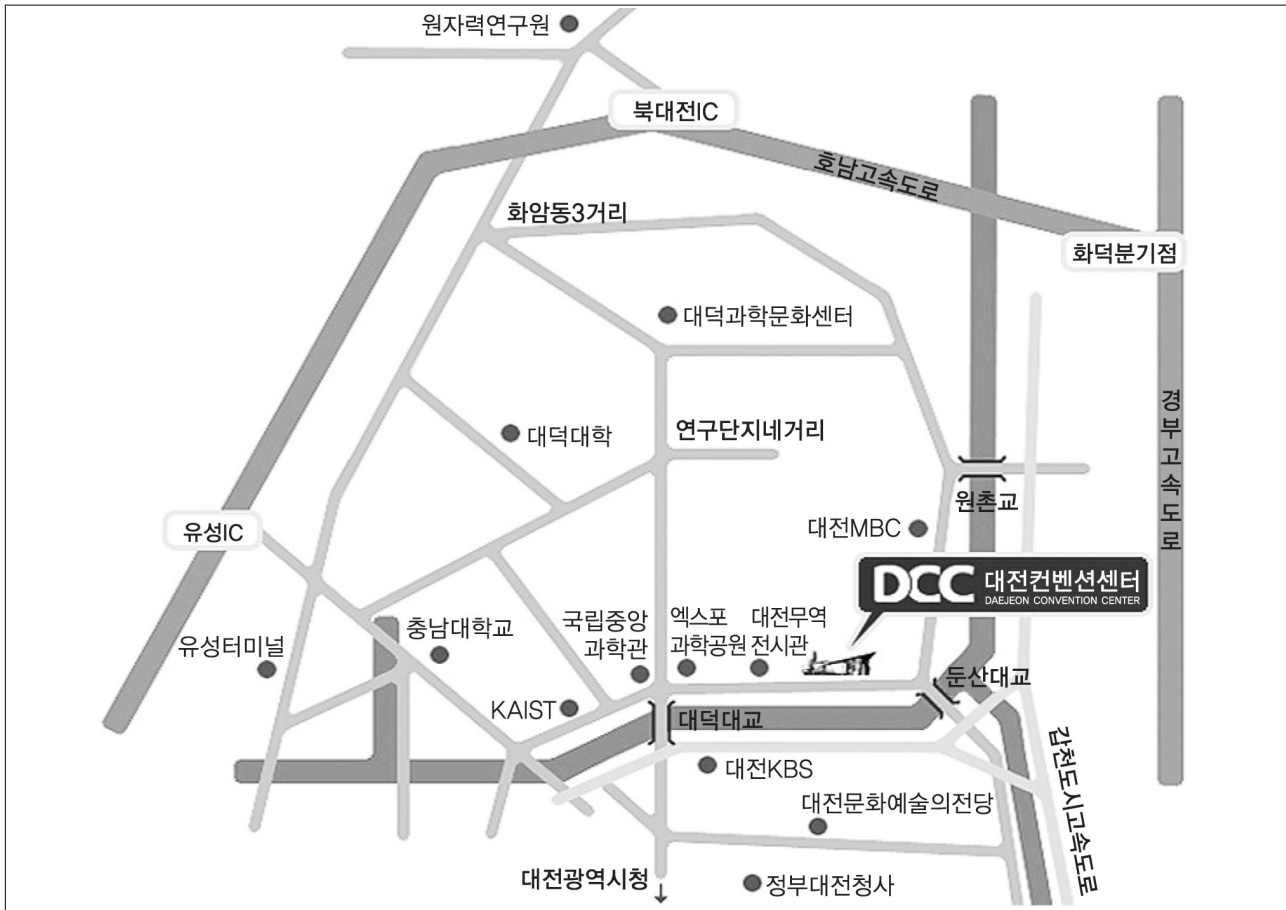 원자력연구원
북대전IC
호남고속도로
화암동3거리
화덕분기점
대덕과학문화센터
경부고속도로
대덕대학
연구단지네거리
원촌교
유성IC
대전MBC
DCC 대전컨벤션센터
DAEJEON CONVENTION CENTER
유성터미널
충남대학교
국립중앙
과학관
엑스포
과학공원
대전무역
전시관
둔산대교
KAIST
대덕대교
대전KBS
갑천도시고속도로
대전문화예술의전당
대전광역시청
정부대전청사